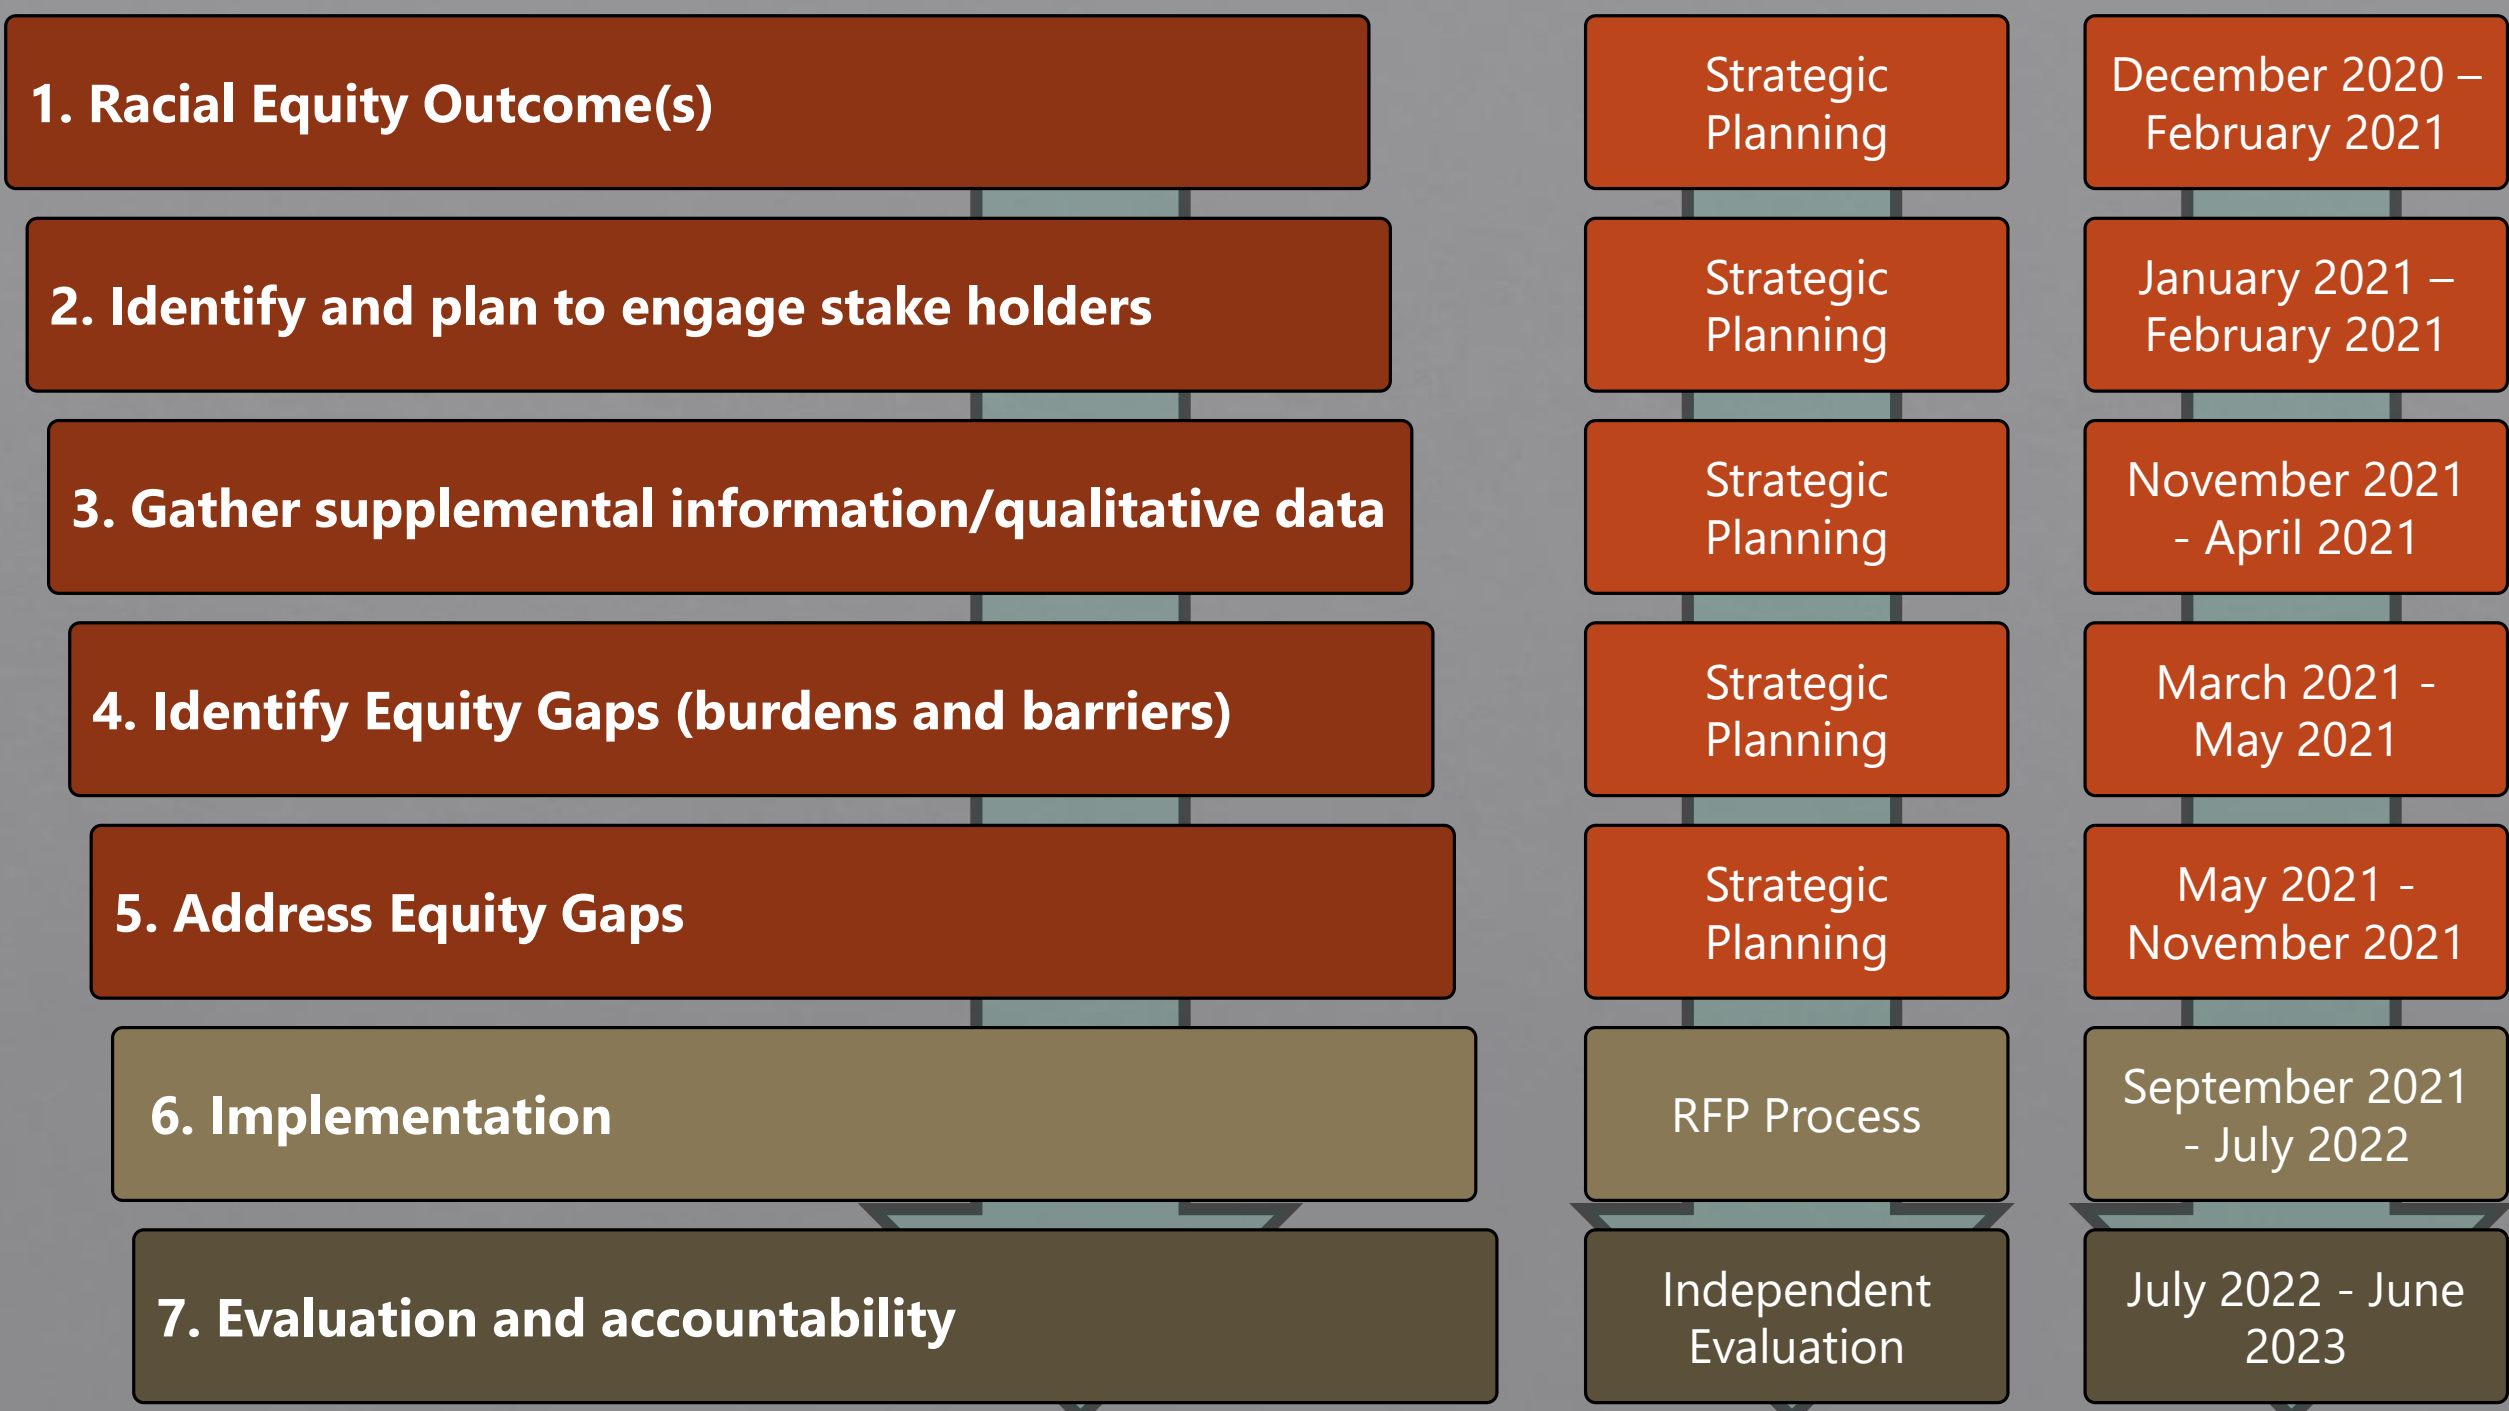 1. Racial Equity Outcome(s)
Strategic
Planning
December 2020 –
February 2021
2. Identify and plan to engage stake holders
Strategic
Planning
January 2021 –
February 2021
3. Gather supplemental information/qualitative data
Strategic
Planning
November 2021
- April 2021
4. Identify Equity Gaps (burdens and barriers)
Strategic
Planning
March 2021 -
May 2021
5. Address Equity Gaps
Strategic
Planning
May 2021 -
November 2021
6. Implementation
RFP Process
September 2021
- July 2022
7. Evaluation and accountability
Independent
Evaluation
July 2022 - June
2023